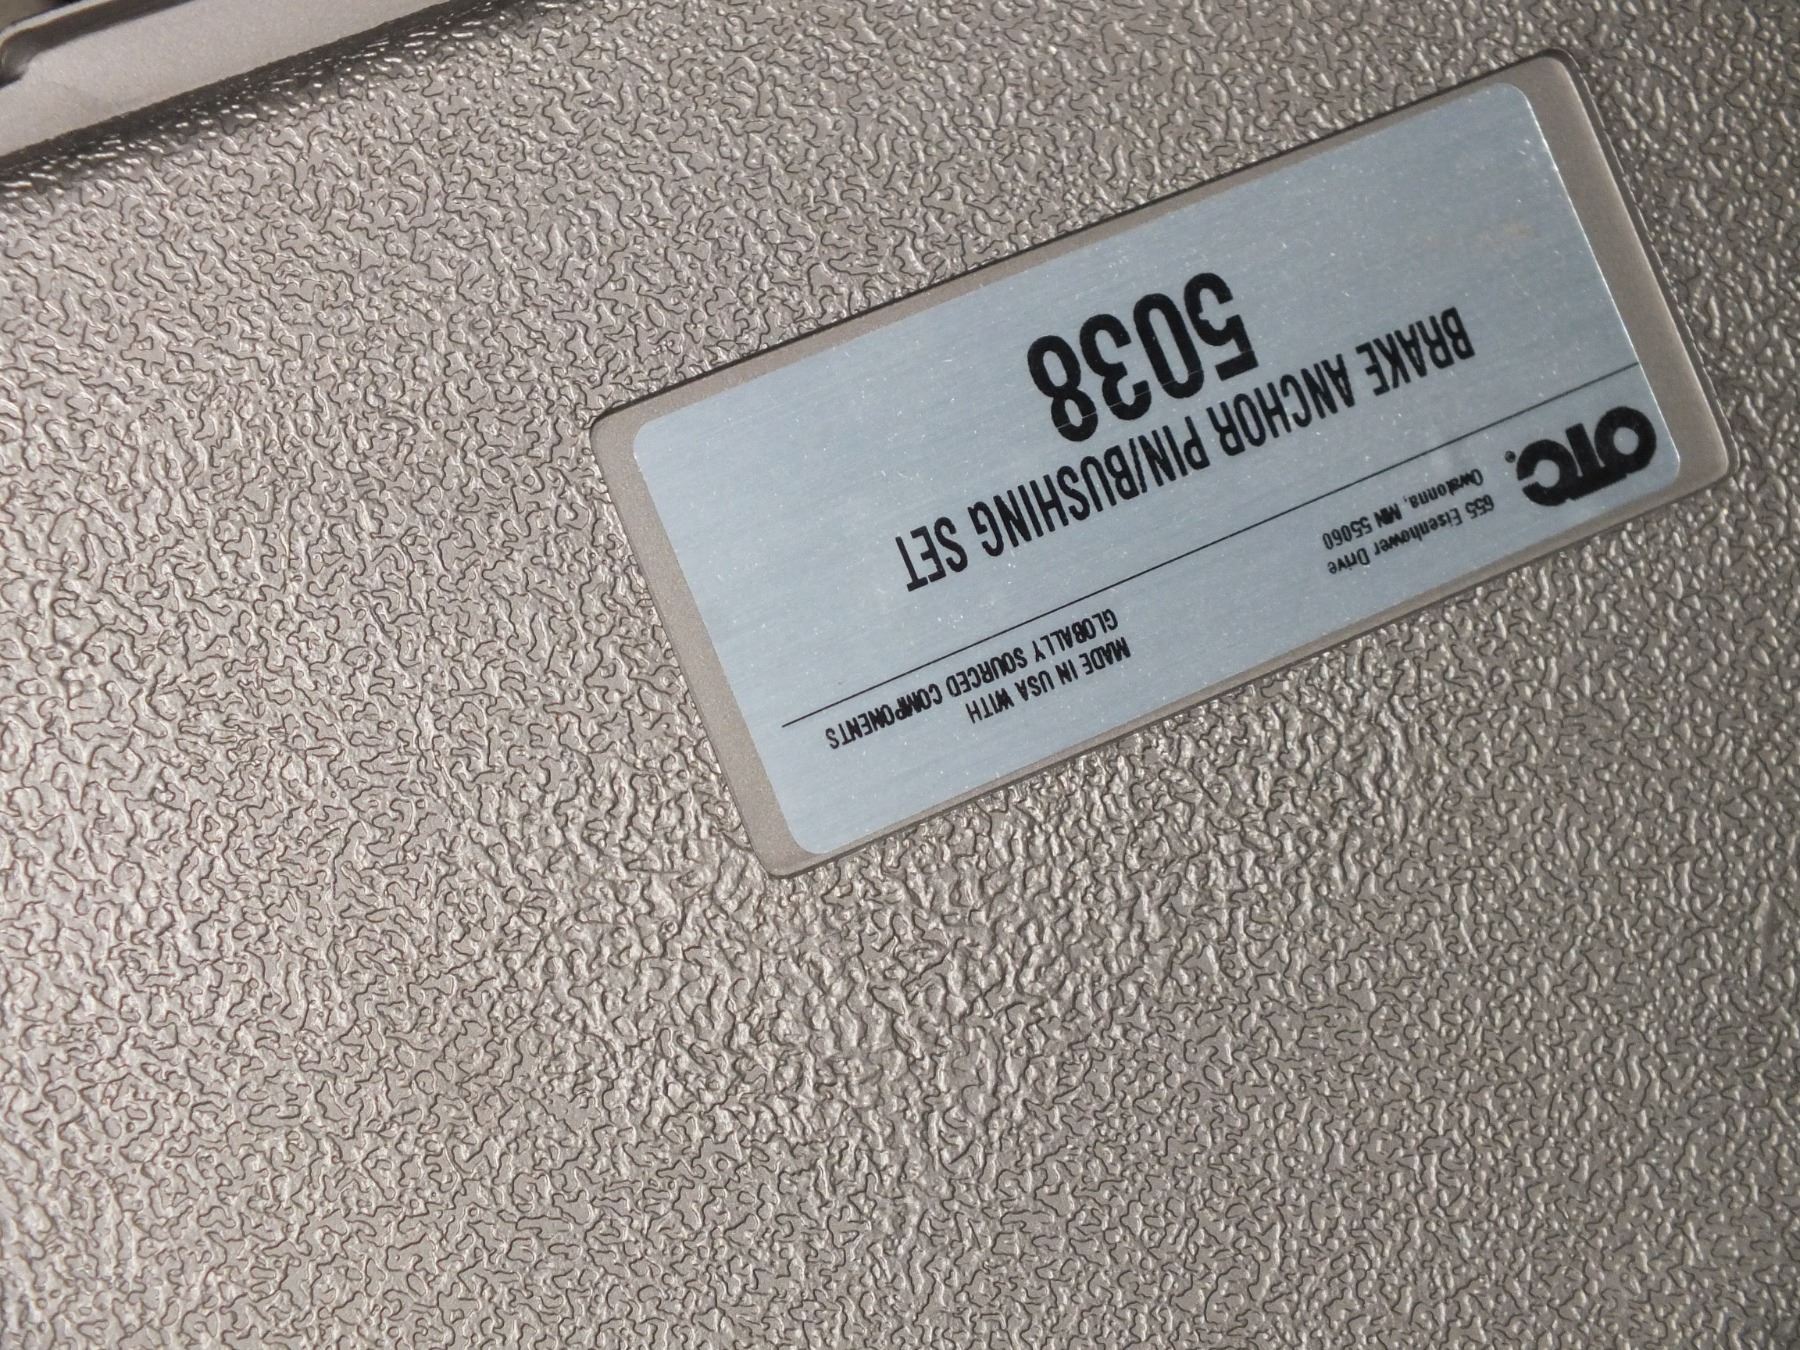 OTC®
655 Eisenhower Drive
Owatonna, MN 55060
MADE IN USA WITH
GLOBALLY SOURCED COMPONENTS
BRAKE ANCHOR PIN/BUSHING SET
5038